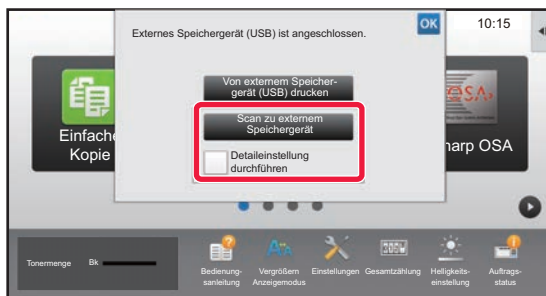 Externes Speichergerät (USB) ist angeschlossen.
OK
10:15
Von externem Speicher-
gerät (USB) drucken
Scan zu externem
Speichergerät
Detaileinstellung
durchführen
Einfache
Kopie
harp OSA
Tonermenge
Bk
Bedienung-
sanleitung
Vergrößern
Anzeigemodus
Einstellungen
Gesamtzählung
Helligkeits-
einstellung
Auftrags-
status